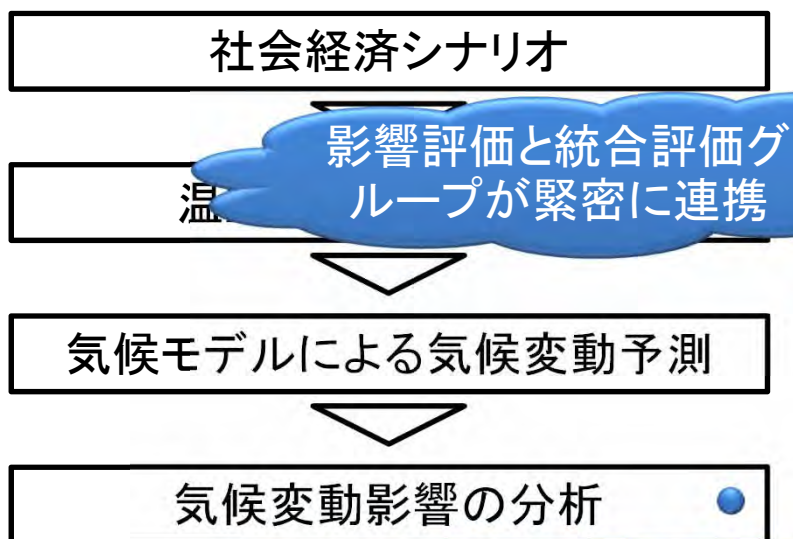 社会経済シナリオ
影響評価と統合評価グ
ループが緊密に連携
温
気候モデルによる気候変動予測
気候変動影響の分析